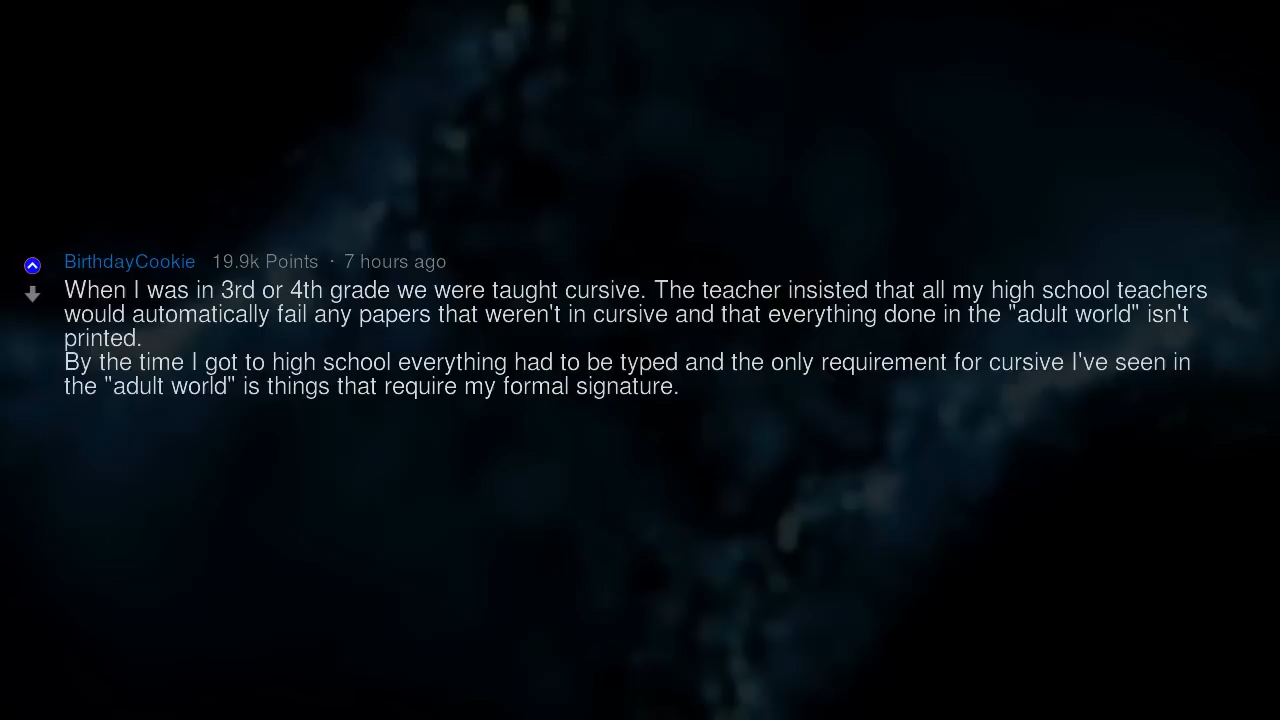 BirthdayCookie 19.9k Points · 7 hours ago
When I was in 3rd or 4th grade we were taught cursive. The teacher insisted that all my high school teachers
would automatically fail any papers that weren't in cursive and that everything done in the "adult world" isn't
printed.
By the time I got to high school everything had to be typed and the only requirement for cursive I've seen in
the "adult world" is things that require my formal signature.